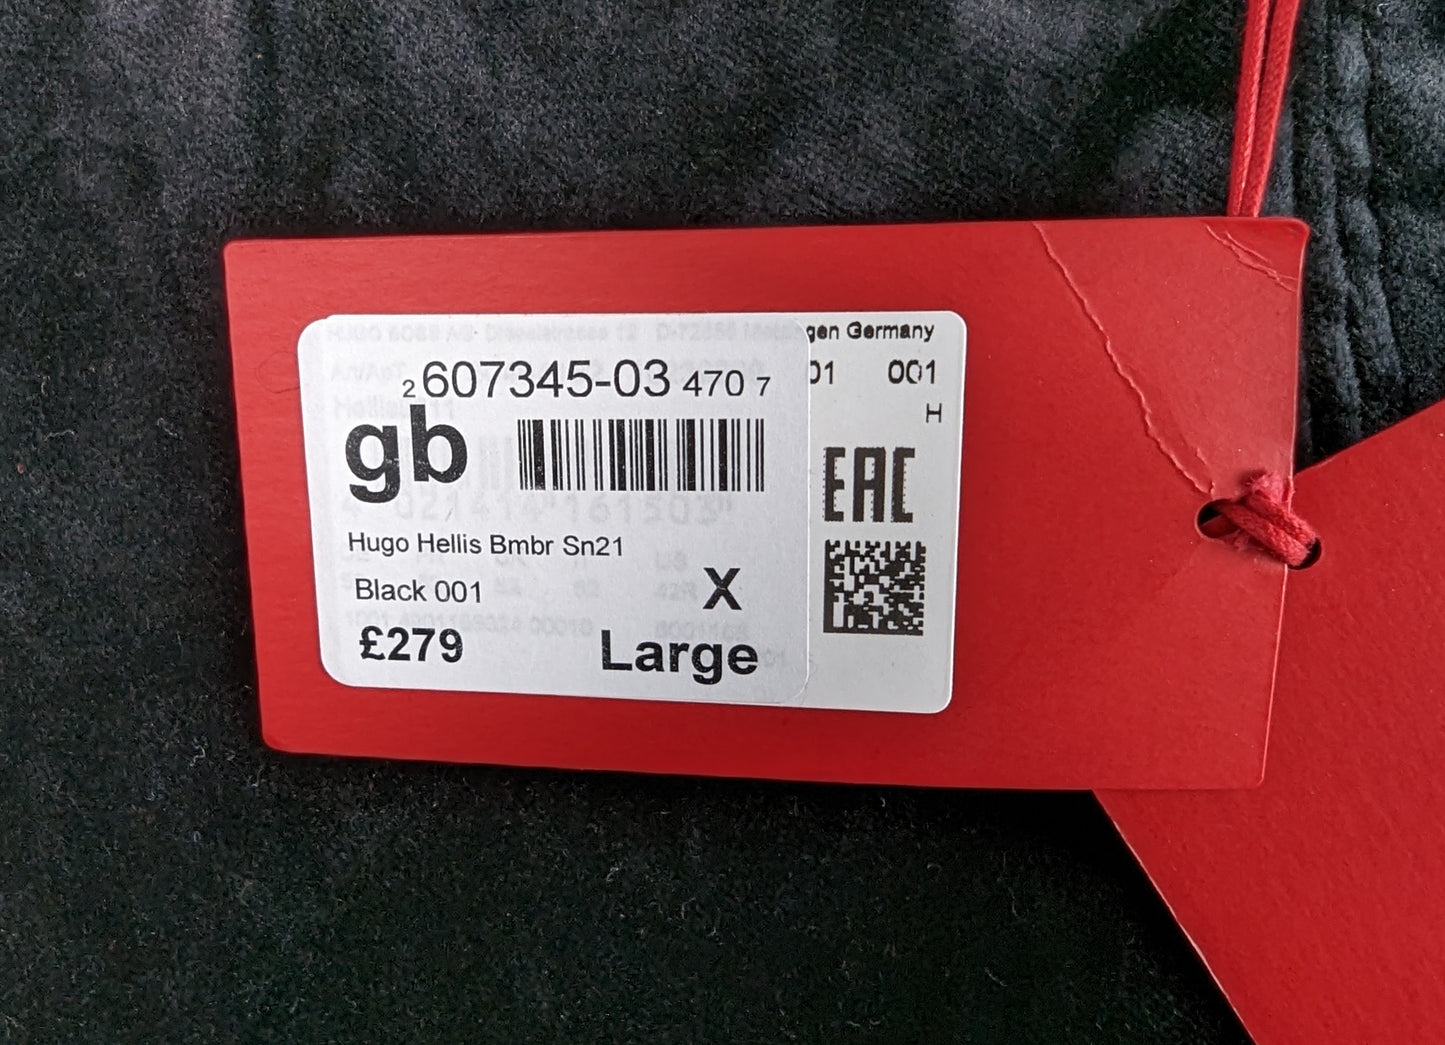 gen Germany
01 001
H
EAC
2 607345-03 470 7
gb
Hugo Hellis Bmbr Sn21
Black 001
X
£279
Large